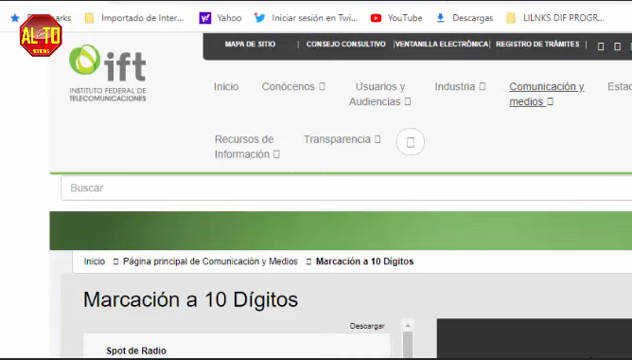 Importado de Inter...
Yahoo
Iniciar sesión en Twi...
YouTube
Descargas
LILNKS DIF PROGR...
AL TO
MAPA DE SITIO
CONSEJO CONSULTIVO
VENTANILLA ELECTRÓNICA
REGISTRO DE TRÁMITES
ift
INSTITUTO FEDERAL DE
TELECOMUNICACIONES
Inicio
Conócenos
Usuarios y
Audiencias
Industria
Comunicación y
medios
Estad
Recursos de
Información
Transparencia
Buscar
Inicio
Página principal de Comunicación y Medios
Marcación a 10 Dígitos
Marcación a 10 Dígitos
Descargar
Spot de Radio